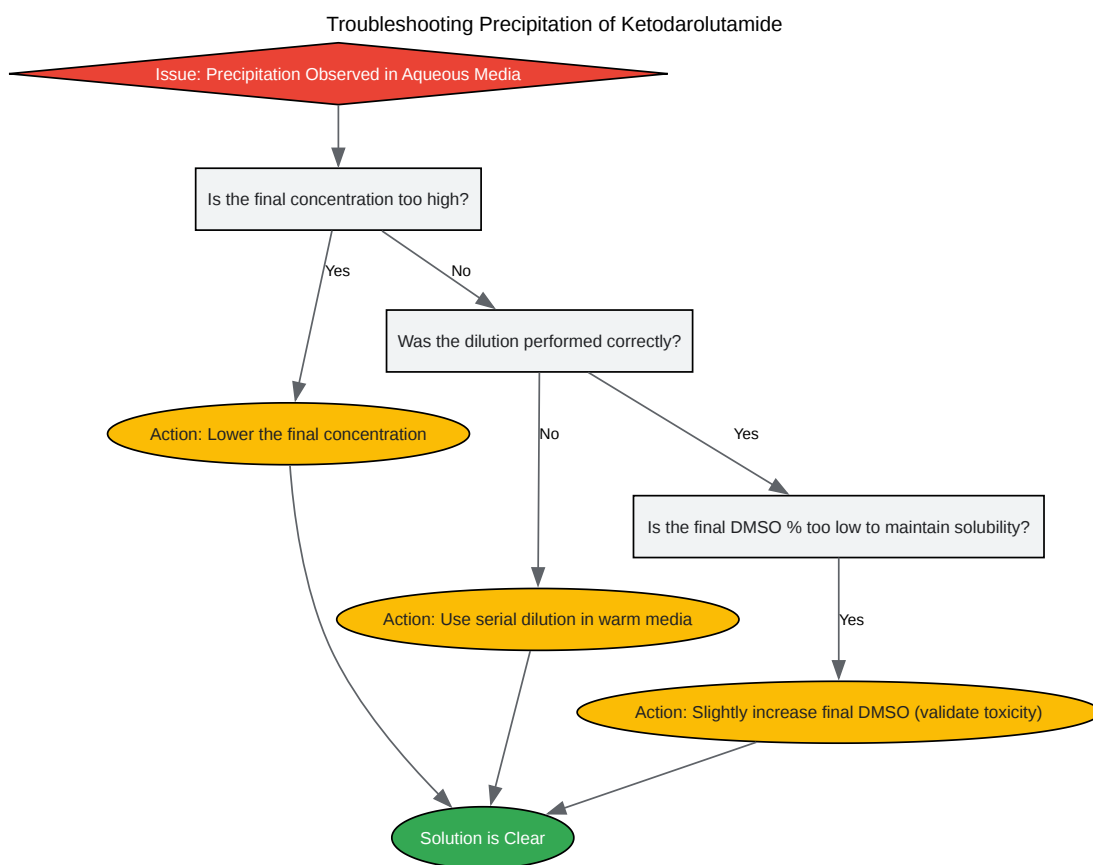 Troubleshooting Precipitation of Ketodarolutamide
Issue: Precipitation Observed in Aqueous Media
Is the final concentration too high?
Yes
No
Was the dilution performed correctly?
Action: Lower the final concentration
No
Yes
Is the final DMSO % too low to maintain solubility?
Action: Use serial dilution in warm media
Yes
Action: Slightly increase final DMSO (validate toxicity)
Solution is Clear